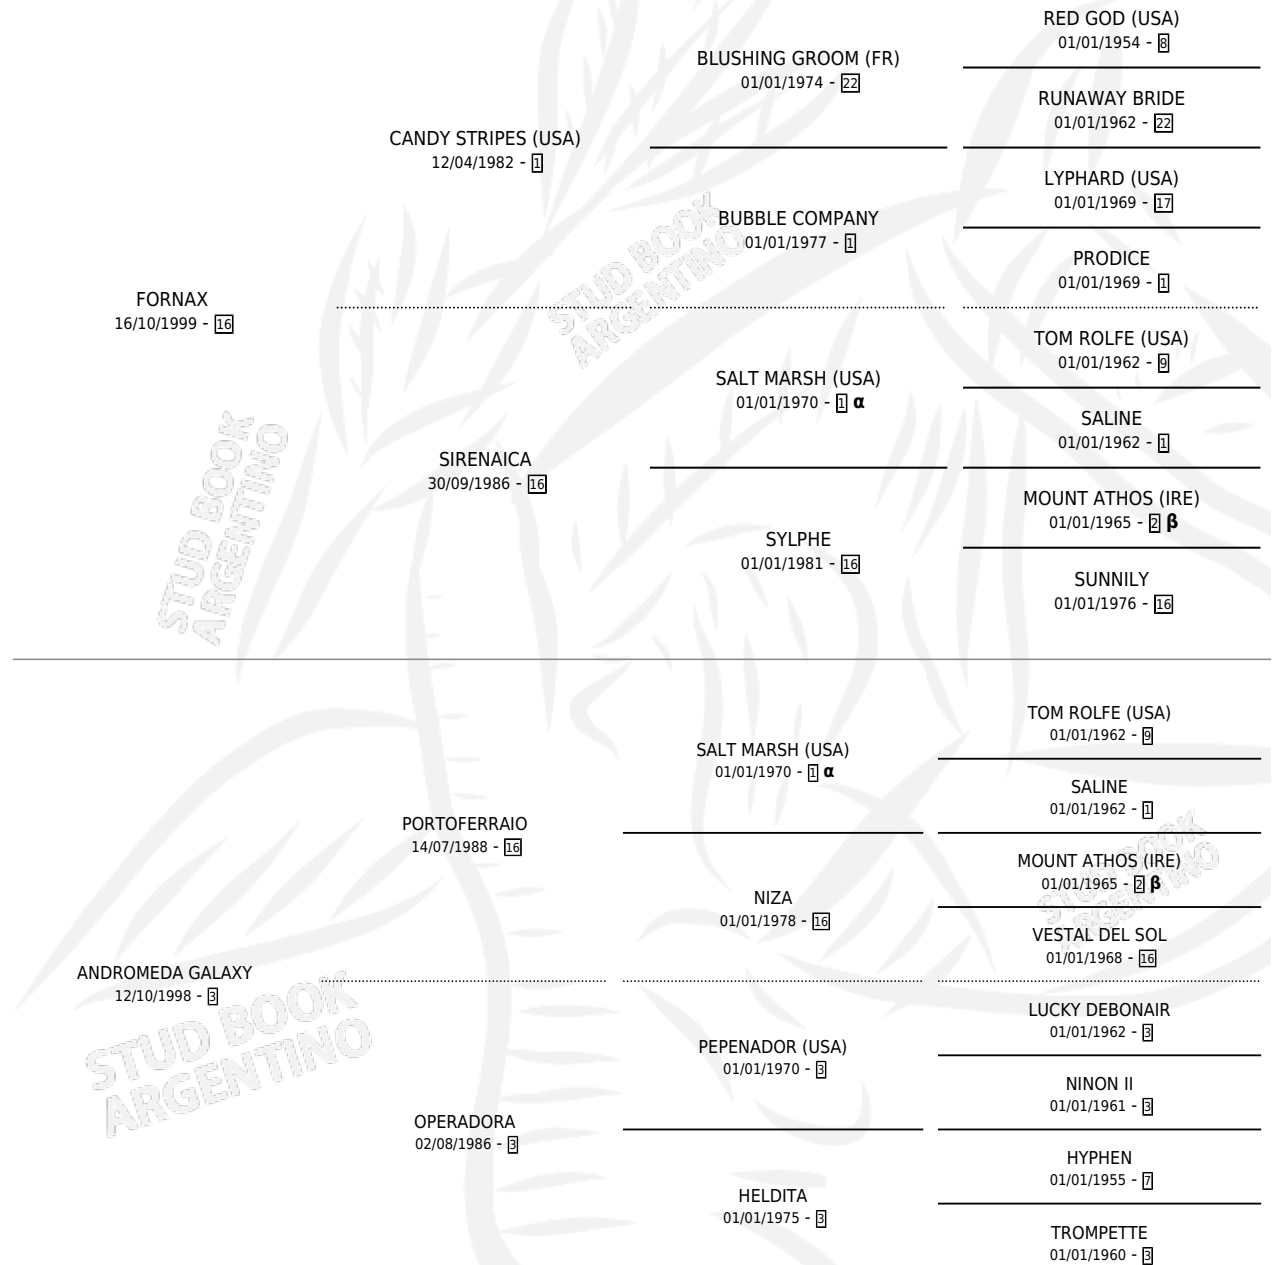 FORNAX
16/10/1999 - 16
CANDY STRIPES (USA)
12/04/1982 - 1
BLUSHING GROOM (FR)
01/01/1974 - 22
RED GOD (USA)
01/01/1954 - 8
RUNAWAY BRIDE
01/01/1962 - 22
BUBBLE COMPANY
01/01/1977 - 1
LYPHARD (USA)
01/01/1969 - 17
PRODICE
01/01/1969 - 1
SIRENAICA
30/09/1986 - 16
SALT MARSH (USA)
01/01/1970 - 1 α
TOM ROLFE (USA)
01/01/1962 - 9
SALINE
01/01/1962 - 1
SYLPHE
01/01/1981 - 16
MOUNT ATHOS (IRE)
01/01/1965 - 2 β
SUNNILY
01/01/1976 - 16
ANDROMEDA GALAXY
12/10/1998 - 3
PORTOFERRAIO
14/07/1988 - 16
SALT MARSH (USA)
01/01/1970 - 1 α
TOM ROLFE (USA)
01/01/1962 - 9
SALINE
01/01/1962 - 1
NIZA
01/01/1978 - 16
MOUNT ATHOS (IRE)
01/01/1965 - 2 β
VESTAL DEL SOL
01/01/1968 - 16
OPERADORA
02/08/1986 - 3
PEPENADOR (USA)
01/01/1970 - 3
LUCKY DEBONAIR
01/01/1962 - 3
NINON II
01/01/1961 - 3
HELDITA
01/01/1975 - 3
HYPHEN
01/01/1955 - 7
TROMPETTE
01/01/1960 - 3
STUD BOOK
ARGENTINO
STUD BOOK
ARGENTINO
STUD BOOK
ARGENTINO
STUD BOOK
ARGENTINO